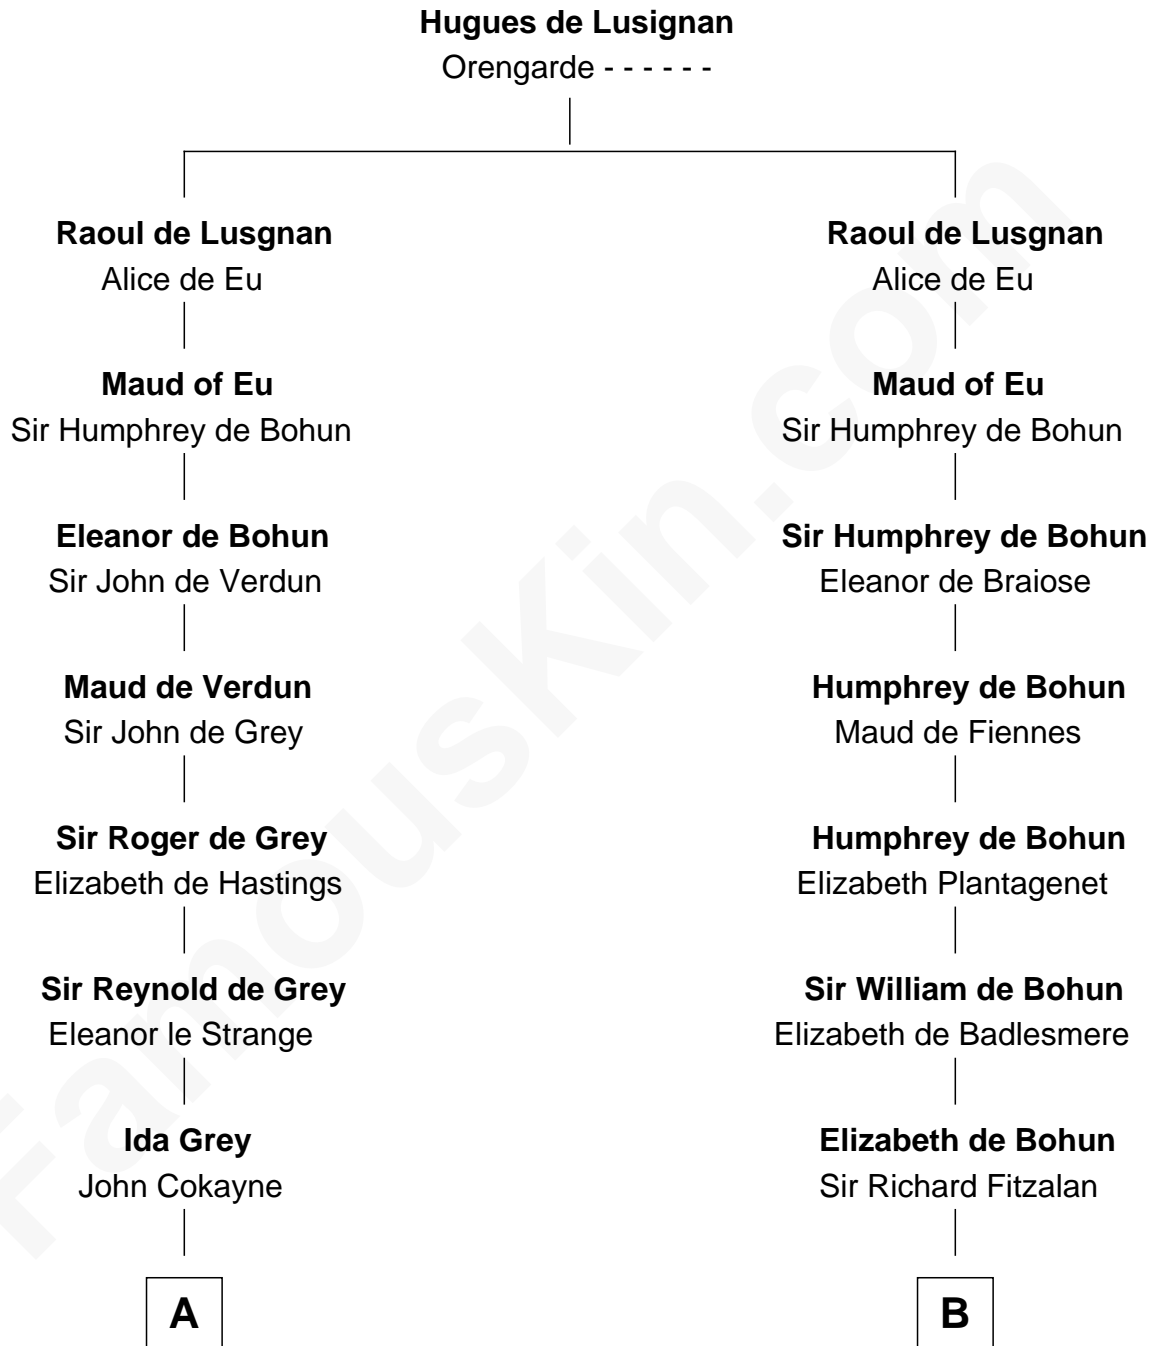 Hugues de Lusignan
Orengarde - - - - - -
Raoul de Lusgnan
Alice de Eu
Maud of Eu
Sir Humphrey de Bohun
Eleanor de Bohun
Sir John de Verdun
Maud de Verdun
Sir John de Grey
Sir Roger de Grey
Elizabeth de Hastings
Sir Reynold de Grey
Eleanor le Strange
Ida Grey
John Cokayne
A
Raoul de Lusgnan
Alice de Eu
Maud of Eu
Sir Humphrey de Bohun
Sir Humphrey de Bohun
Eleanor de Braiose
Humphrey de Bohun
Maud de Fiennes
Humphrey de Bohun
Elizabeth Plantagenet
Sir William de Bohun
Elizabeth de Badlesmere
Elizabeth de Bohun
Sir Richard Fitzalan
B
FamousKin.com